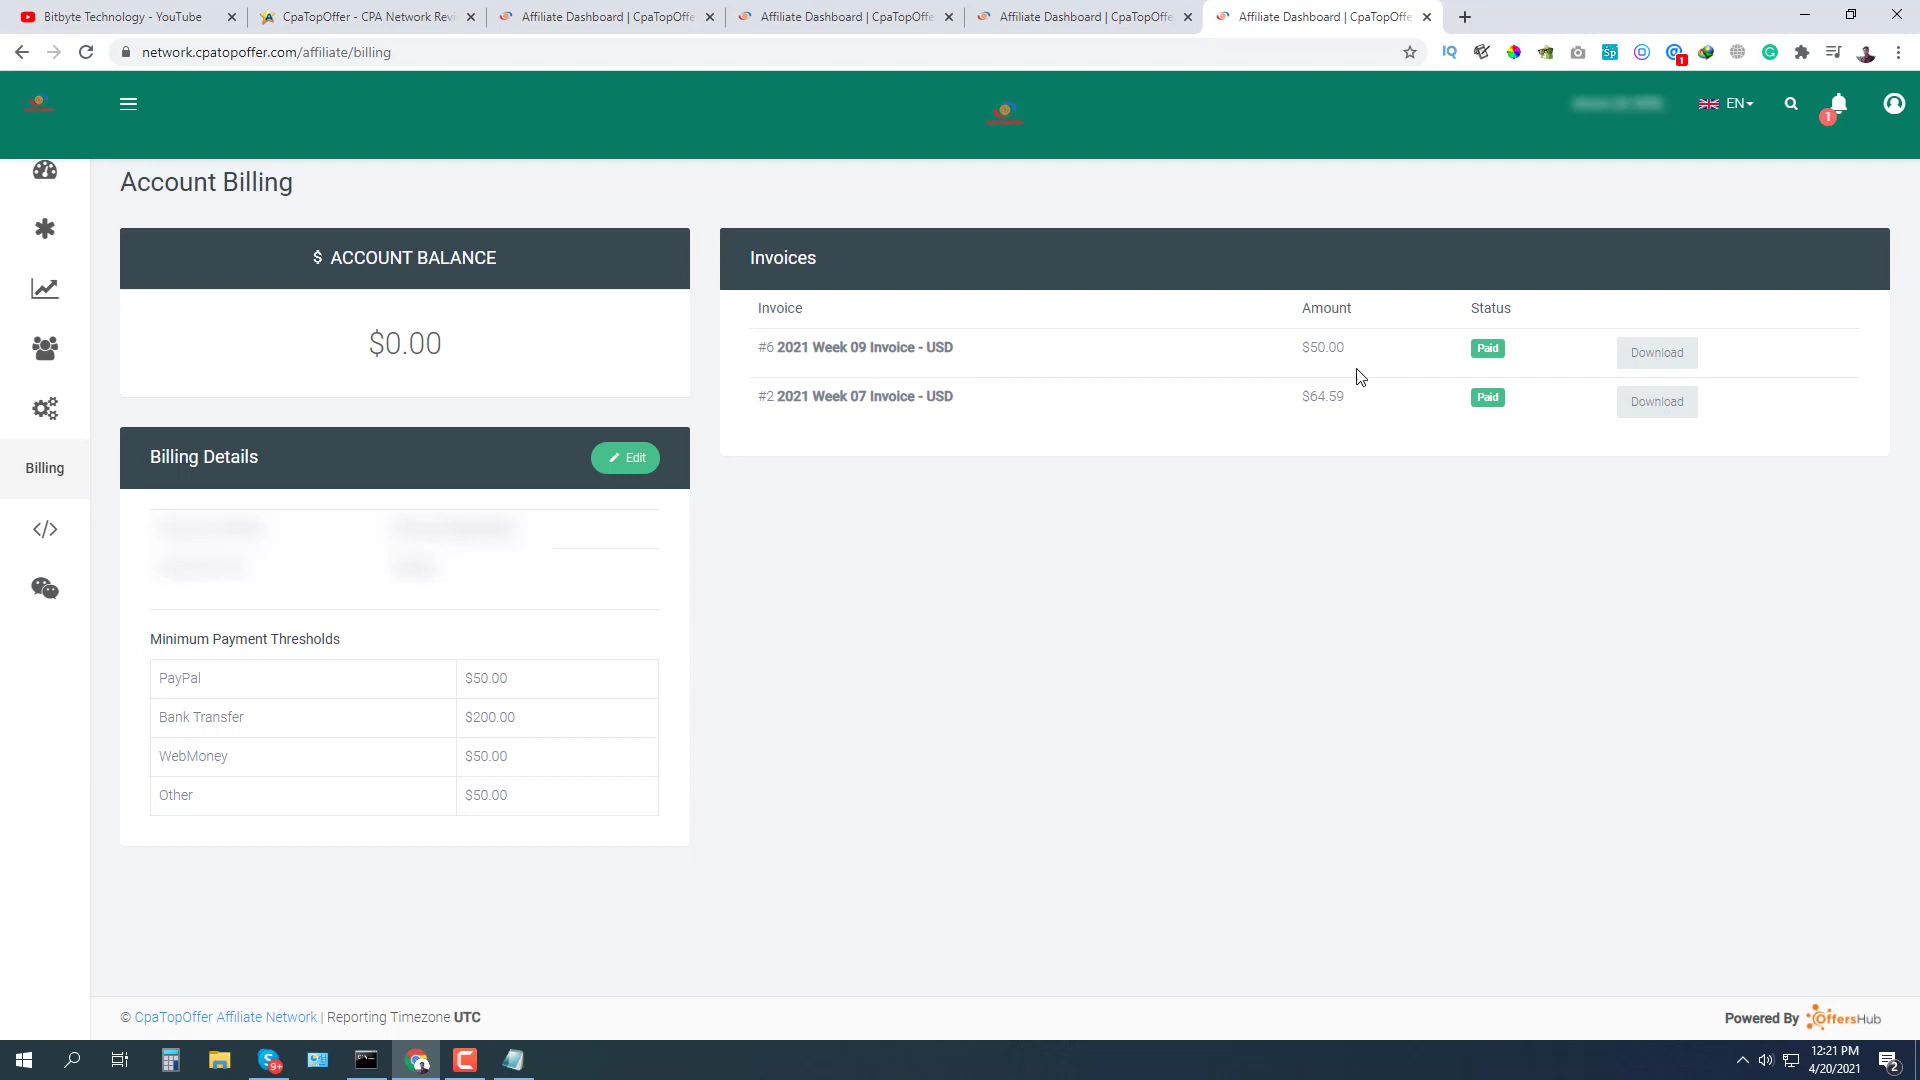 Bitbyte Technology - YouTube
CpaTopOffer - CPA Network Revi
Affiliate Dashboard | CpaTopOffe
Affiliate Dashboard | CpaTopOffe
Affiliate Dashboard | CpaTopOffe
Affiliate Dashboard | CpaTopOffe
network.cpatopoffer.com/affiliate/billing
EN
1
Account Billing
$ ACCOUNT BALANCE
$0.00
Invoices
Invoice Amount Status
#6 2021 Week 09 Invoice - USD $50.00 Paid Download
#2 2021 Week 07 Invoice - USD $64.59 Paid Download
Billing Details
Edit
Billing
Minimum Payment Thresholds
PayPal $50.00
Bank Transfer $200.00
WebMoney $50.00
Other $50.00
© CpaTopOffer Affiliate Network | Reporting Timezone UTC
Powered By OffersHub
12:21 PM
4/20/2021
2